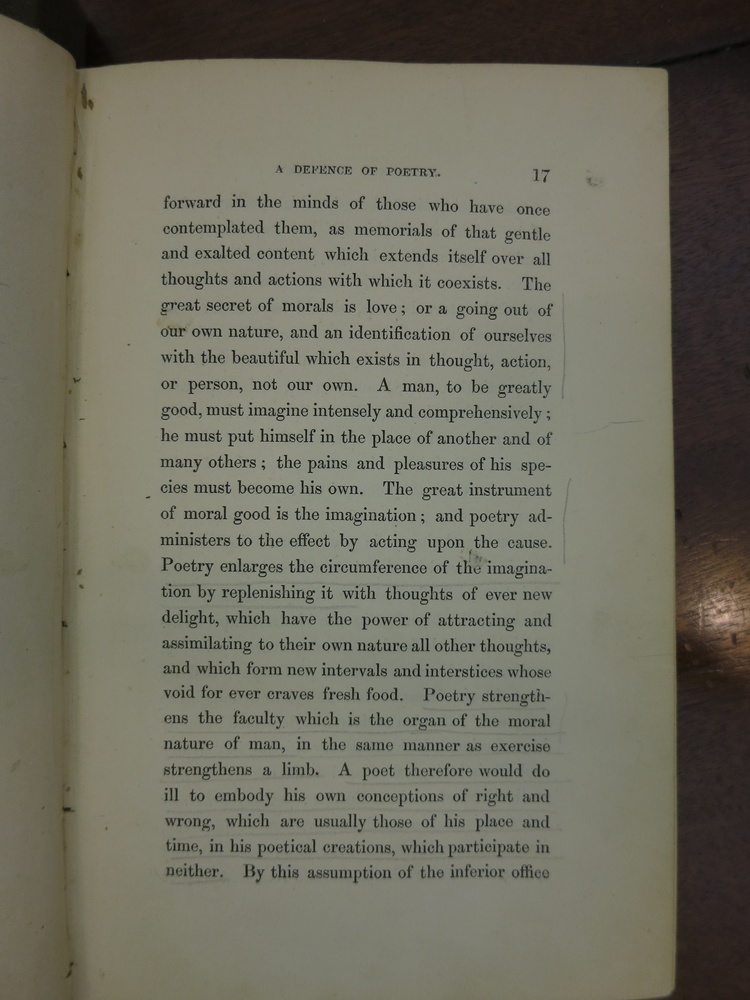 A DEFENCE OF POETRY. 17
forward in the minds of those who have once
contemplated them, as memorials of that gentle
and exalted content which extends itself over all
thoughts and actions with which it coexists. The
great secret of morals is love; or a going out of
our own nature, and an identification of ourselves
with the beautiful which exists in thought, action,
or person, not our own. A man, to be greatly
good, must imagine intensely and comprehensively;
he must put himself in the place of another and of
many others; the pains and pleasures of his spe-
cies must become his own. The great instrument
of moral good is the imagination; and poetry ad-
ministers to the effect by acting upon the cause.
Poetry enlarges the circumference of the imagina-
tion by replenishing it with thoughts of ever new
delight, which have the power of attracting and
assimilating to their own nature all other thoughts,
and which form new intervals and interstices whose
void for ever craves fresh food. Poetry strength-
ens the faculty which is the organ of the moral
nature of man, in the same manner as exercise
strengthens a limb. A poet therefore would do
ill to embody his own conceptions of right and
wrong, which are usually those of his place and
time, in his poetical creations, which participate in
neither. By this assumption of the inferior office